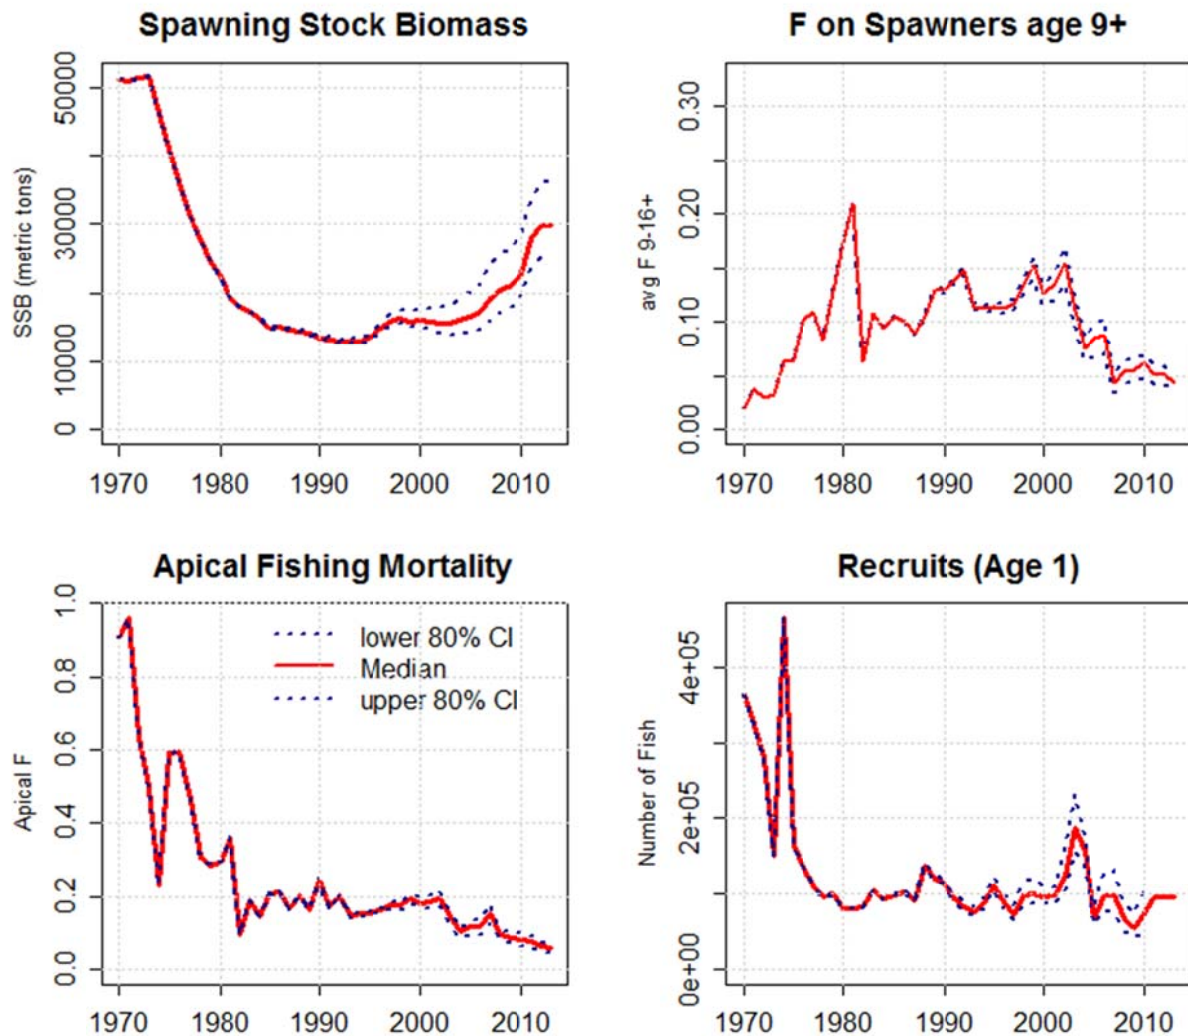 Spawning Stock Biomass
SSB (metric tons)
50000
30000
10000
0
1970 1980 1990 2000 2010
F on Spawners age 9+
avg F 9-16+
0.30
0.20
0.10
0.00
1970 1980 1990 2000 2010
Apical Fishing Mortality
Apical F
1.0
0.8
0.6
0.4
0.2
0.0
lower 80% CI
Median
upper 80% CI
1970 1980 1990 2000 2010
Recruits (Age 1)
Number of Fish
4e+05
2e+05
0e+00
1970 1980 1990 2000 2010